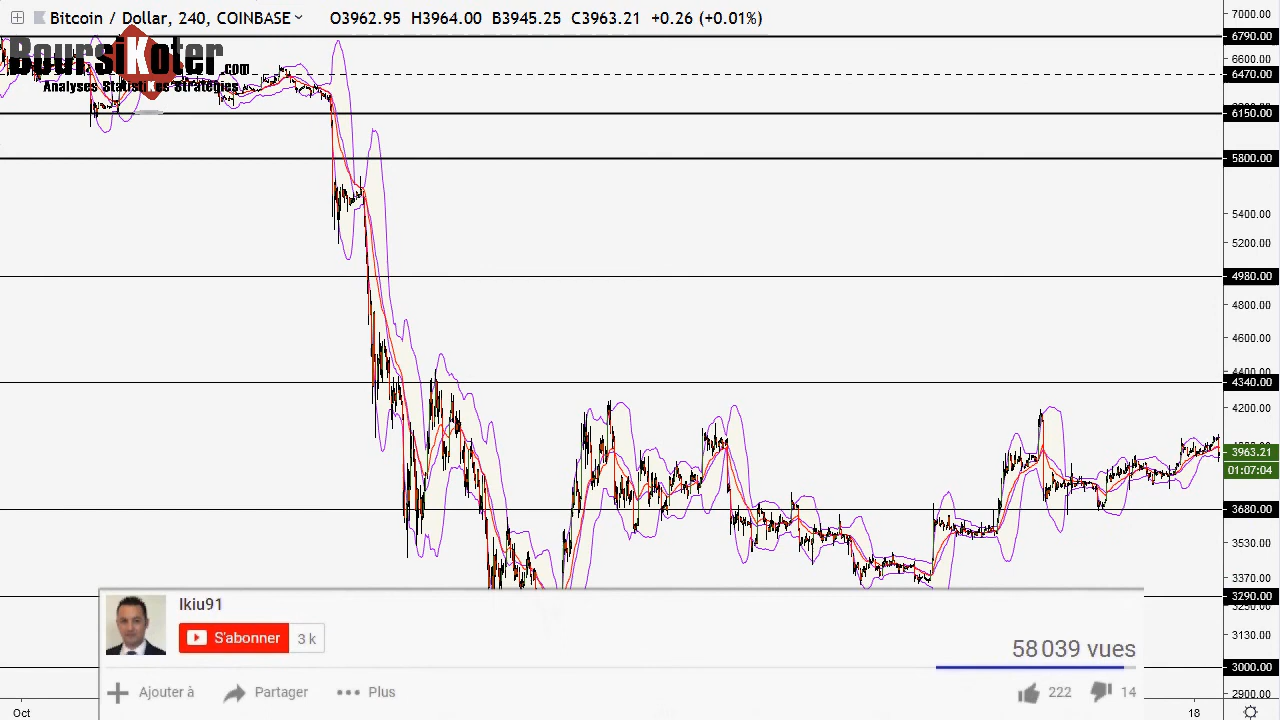 Bitcoin / Dollar, 240, COINBASE O3962.95 H3964.00 B3945.25 C3963.21 +0.26 (+0.01%)
BoursiKoter.com
Analyses StatistiKes Stratégies
7000.00
6790.00
6600.00
6470.00
6150.00
5800.00
5400.00
5200.00
4980.00
4800.00
4600.00
4400.00
4340.00
4200.00
3963.21
01:07:04
3680.00
3530.00
3370.00
3290.00
3130.00
3000.00
2900.00
Ikiu91
S'abonner 3 k
58 039 vues
Ajouter à Partager Plus 222 14
Oct 18